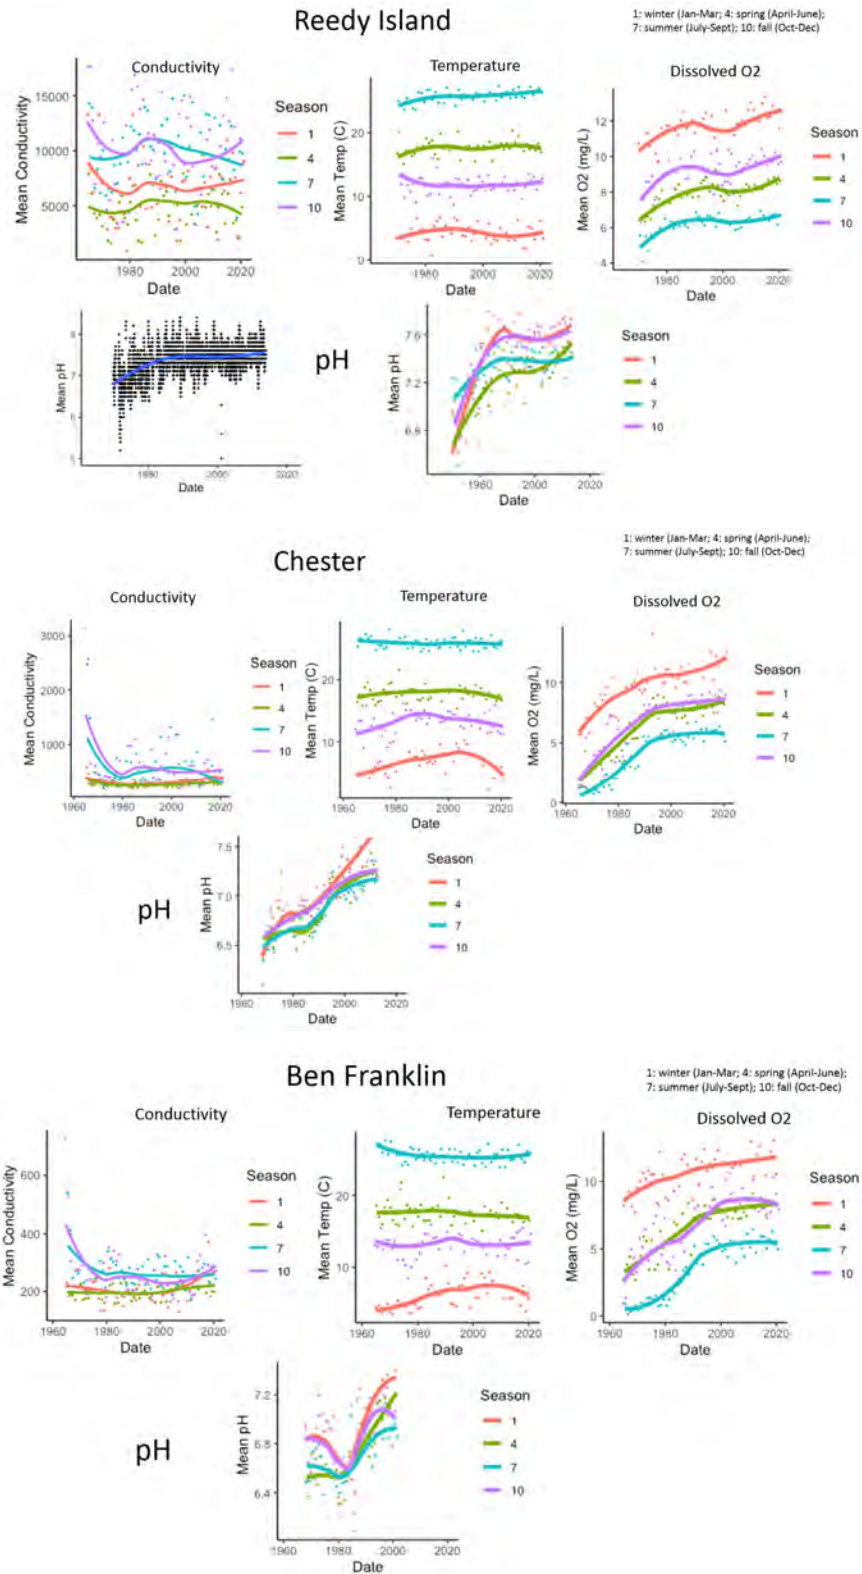 Reedy Island
1: winter (Jan-Mar; 4: spring (April-June);
7: summer (July-Sept); 10: fall (Oct-Dec)
Conductivity
Temperature
Dissolved O2
Mean Conductivity
15000
10000
5000
1980
2000
2020
Date
Season
1
4
7
10
Mean Temp (C)
20
10
0
1980
2000
2020
Date
Mean O2 (mg/L)
12
10
8
6
4
1980
2000
2020
Date
Season
1
4
7
10
Mean pH
8
7
6
5
1980
2000
2020
Date
pH
Mean pH
7.6
7.2
6.8
1980
2000
2020
Date
Season
1
4
7
10
Chester
1: winter (Jan-Mar; 4: spring (April-June);
7: summer (July-Sept); 10: fall (Oct-Dec)
Conductivity
Temperature
Dissolved O2
Mean Conductivity
3000
2000
1000
1960
1980
2000
2020
Date
Season
1
4
7
10
Mean Temp (C)
20
10
1960
1980
2000
2020
Date
Mean O2 (mg/L)
10
5
0
1960
1980
2000
2020
Date
Season
1
4
7
10
pH
Mean pH
7.5
7.0
6.5
1960
1980
2000
2020
Date
Season
1
4
7
10
Ben Franklin
1: winter (Jan-Mar; 4: spring (April-June);
7: summer (July-Sept); 10: fall (Oct-Dec)
Conductivity
Temperature
Dissolved O2
Mean Conductivity
600
400
200
1960
1980
2000
2020
Date
Season
1
4
7
10
Mean Temp (C)
20
10
1960
1980
2000
2020
Date
Mean O2 (mg/L)
10
5
0
1960
1980
2000
2020
Date
Season
1
4
7
10
pH
Mean pH
7.2
6.8
6.4
1960
1980
2000
2020
Date
Season
1
4
7
10